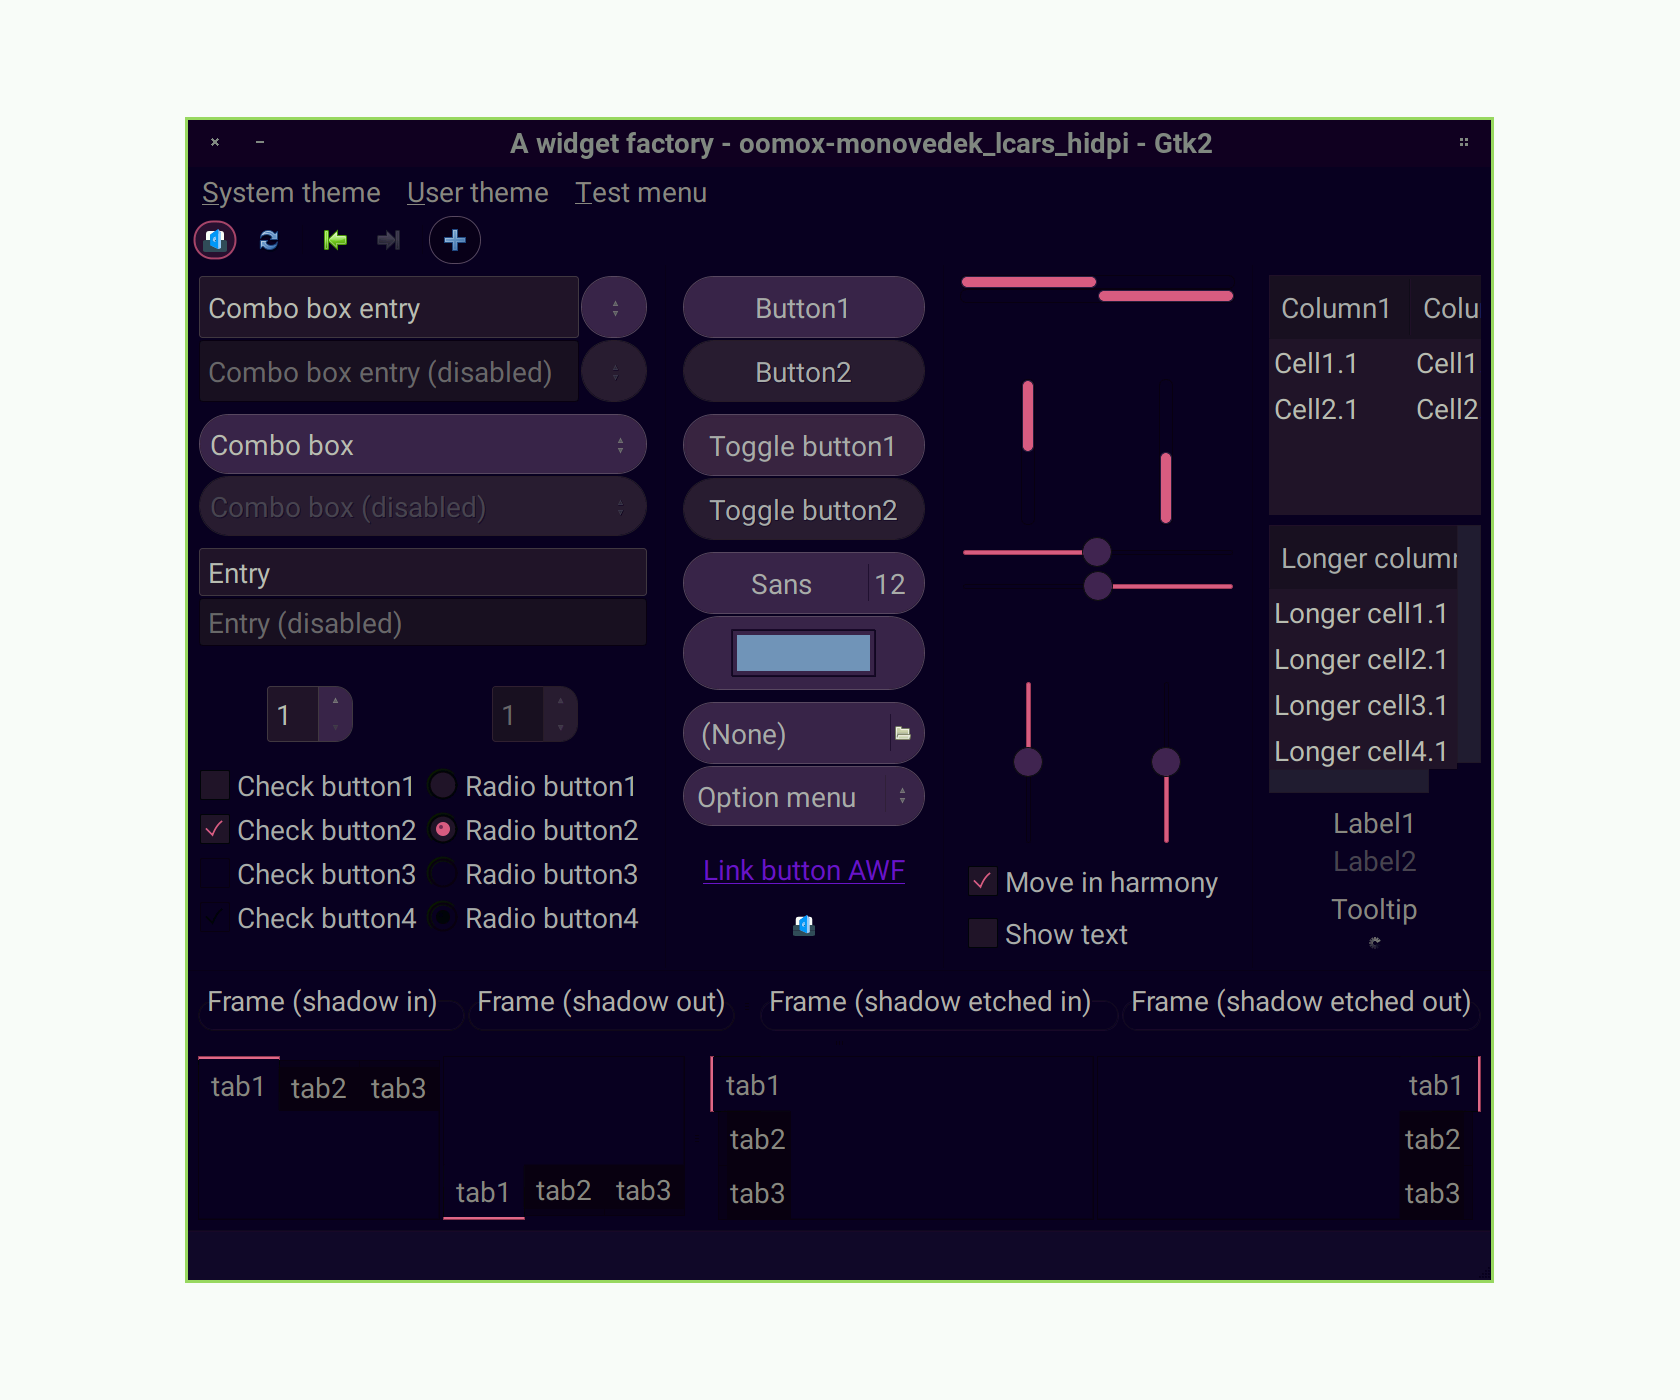 A widget factory - oomox-monovedek_lcars_hidpi - Gtk2
System theme User theme Test menu
Combo box entry
Combo box entry (disabled)
Combo box
Combo box (disabled)
Entry
Entry (disabled)
1 1
Check button1 Radio button1
Check button2 Radio button2
Check button3 Radio button3
Check button4 Radio button4
Button1
Button2
Toggle button1
Toggle button2
Sans 12
(None)
Option menu
Link button AWF
Move in harmony
Show text
Column1 Colu
Cell1.1 Cell1
Cell2.1 Cell2
Longer column
Longer cell1.1
Longer cell2.1
Longer cell3.1
Longer cell4.1
Label1
Label2
Tooltip
Frame (shadow in) Frame (shadow out) Frame (shadow etched in) Frame (shadow etched out)
tab1 tab2 tab3
tab1 tab2 tab3
tab1
tab2
tab3
tab1
tab2
tab3